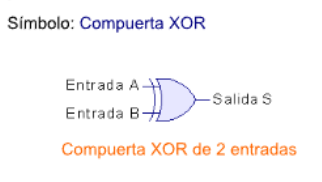 Símbolo: Compuerta XOR
Entrada A
Salida S
Entrada B
Compuerta XOR de 2 entradas